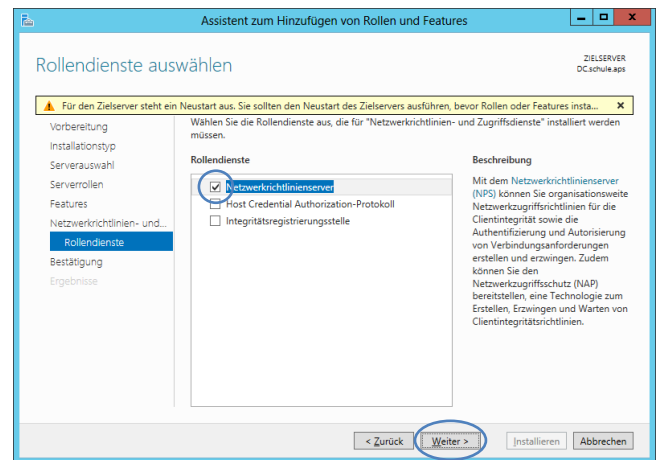 Assistent zum Hinzufügen von Rollen und Features
Rollendienste auswählen
ZIELSERVER
DC.schule.aps
Für den Zielserver steht ein Neustart aus. Sie sollten den Neustart des Zielservers ausführen, bevor Rollen oder Features insta...
Vorbereitung
Installationstyp
Serverauswahl
Serverrollen
Features
Netzwerkrichtlinien- und...
Rollendienste
Bestätigung
Ergebnisse
Wählen Sie die Rollendienste aus, die für "Netzwerkrichtlinien- und Zugriffsdienste" installiert werden
müssen.
Rollendienste
Netzwerkrichtlinienserver
Host Credential Authorization-Protokoll
Integritätsregistrierungsstelle
Beschreibung
Mit dem Netzwerkrichtlinienserver
(NPS) können Sie organisationsweite
Netzwerkzugriffsrichtlinien für die
Clientintegrität sowie die
Authentifizierung und Autorisierung
von Verbindungsanforderungen
erstellen und erzwingen. Zudem
können Sie den
Netzwerkzugriffsschutz (NAP)
bereitstellen, eine Technologie zum
Erstellen, Erzwingen und Warten von
Clientintegritätsrichtlinien.
< Zurück
Weiter >
Installieren
Abbrechen